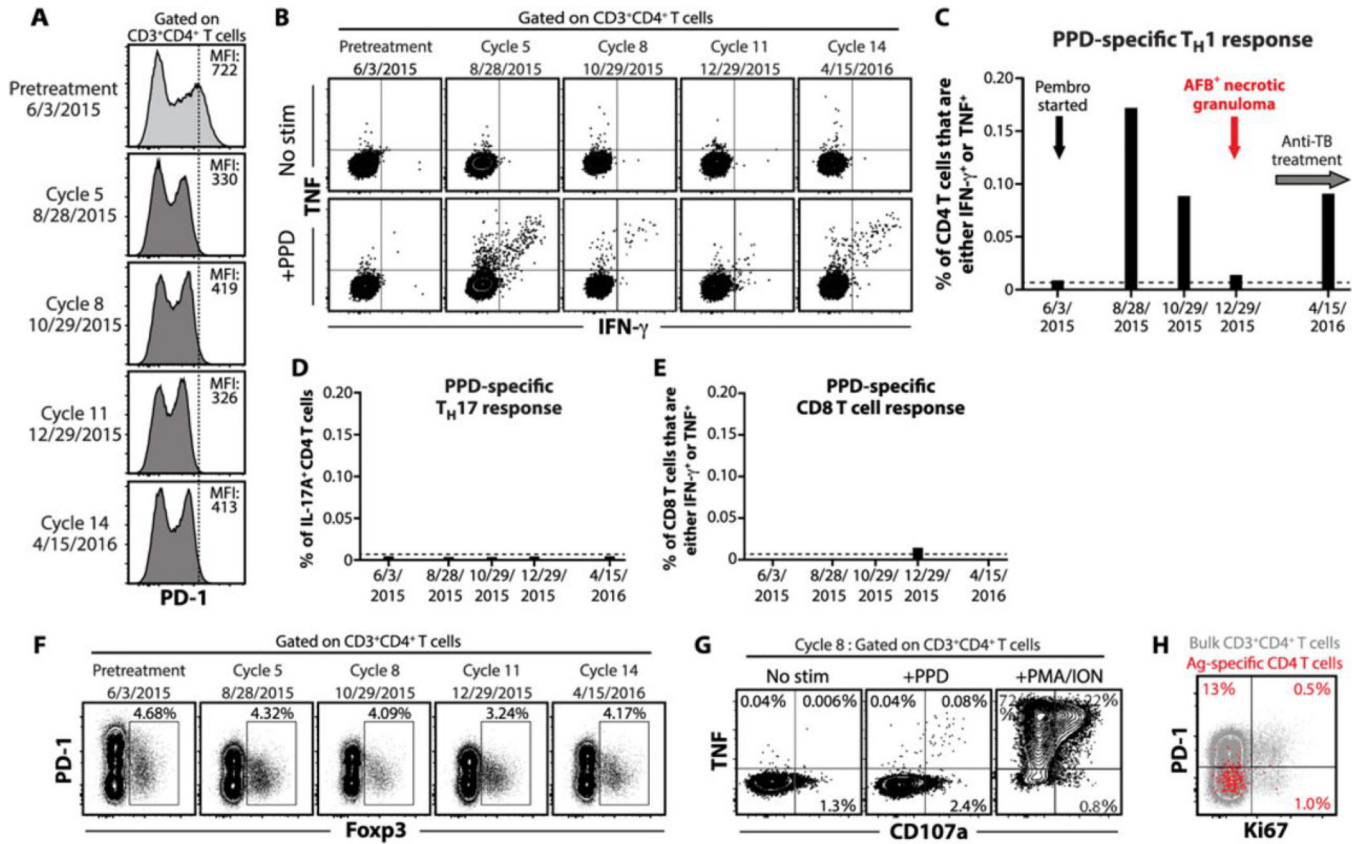 A
Gated on
CD3⁺CD4⁺ T cells
Pretreatment
6/3/2015
MFI:
722
Cycle 5
8/28/2015
MFI:
330
Cycle 8
10/29/2015
MFI:
419
Cycle 11
12/29/2015
MFI:
326
Cycle 14
4/15/2016
MFI:
413
PD-1
B
Gated on CD3⁺CD4⁺ T cells
Pretreatment Cycle 5 Cycle 8 Cycle 11 Cycle 14
6/3/2015 8/28/2015 10/29/2015 12/29/2015 4/15/2016
No stim
+PPD
TNF
IFN-γ
C
PPD-specific TH1 response
% of CD4 T cells that are
either IFN-γ⁺ or TNF⁺
0.20
0.15
0.10
0.05
0
Pembro
started
AFB⁺ necrotic
granuloma
Anti-TB
treatment
6/3/ 8/28/ 10/29/ 12/29/ 4/15/
2015 2015 2015 2015 2016
D
PPD-specific
TH17 response
% of IL-17A⁺ CD4 T cells
0.20
0.15
0.10
0.05
0
6/3/ 8/28/ 10/29/ 12/29/ 4/15/
2015 2015 2015 2015 2016
E
PPD-specific
CD8 T cell response
% of CD8 T cells that are
either IFN-γ⁺ or TNF⁺
0.20
0.15
0.10
0.05
0
6/3/ 8/28/ 10/29/ 12/29/ 4/15/
2015 2015 2015 2015 2016
F
Gated on CD3⁺CD4⁺ T cells
Pretreatment Cycle 5 Cycle 8 Cycle 11 Cycle 14
6/3/2015 8/28/2015 10/29/2015 12/29/2015 4/15/2016
4.68% 4.32% 4.09% 3.24% 4.17%
PD-1
Foxp3
G
Cycle 8 : Gated on CD3⁺CD4⁺ T cells
No stim +PPD +PMA/ION
0.04% 0.006% 0.04% 0.08% 22%
1.3% 2.4% 0.8%
TNF
CD107a
H
Bulk CD3⁺CD4⁺ T cells
Ag-specific CD4 T cells
13% 0.5%
1.0%
PD-1
Ki67